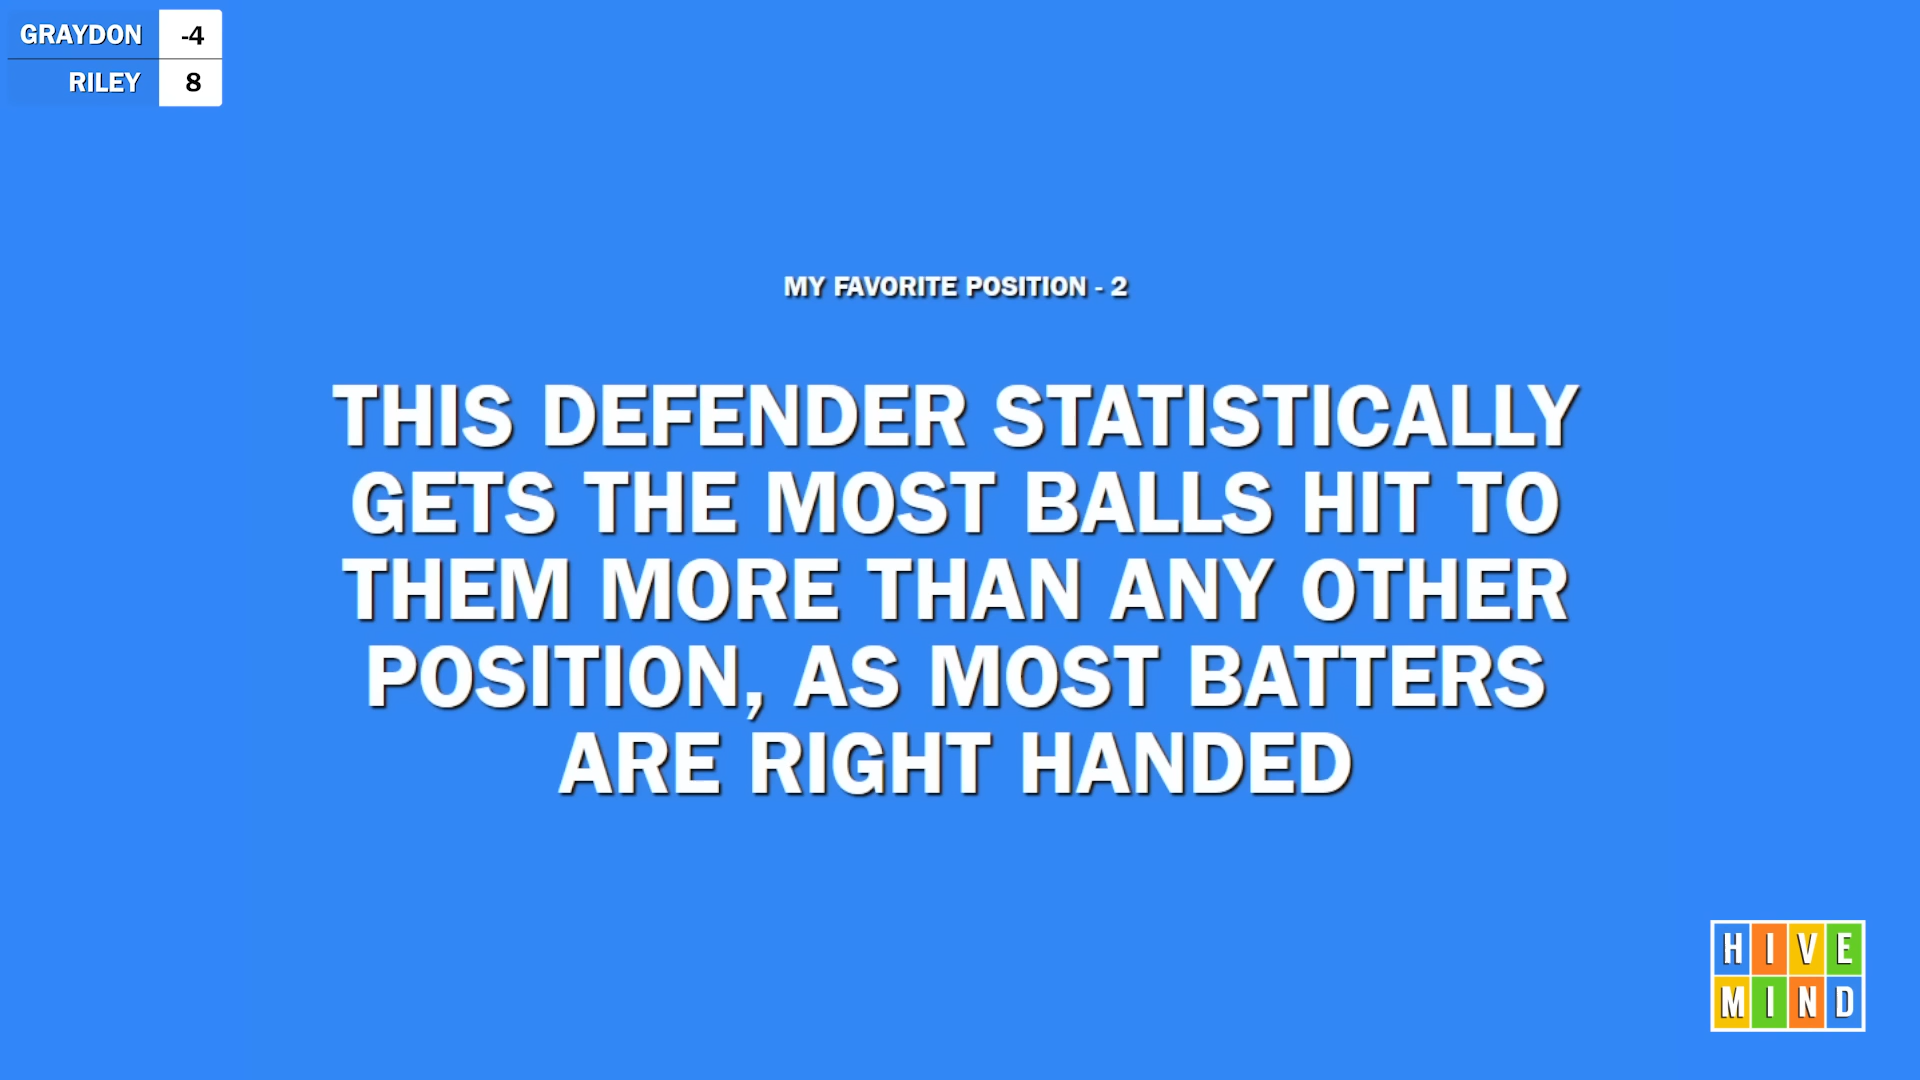 GRAYDON -4
RILEY 8
MY FAVORITE POSITION - 2
THIS DEFENDER STATISTICALLY
GETS THE MOST BALLS HIT TO
THEM MORE THAN ANY OTHER
POSITION, AS MOST BATTERS
ARE RIGHT HANDED
HIVE
MIND